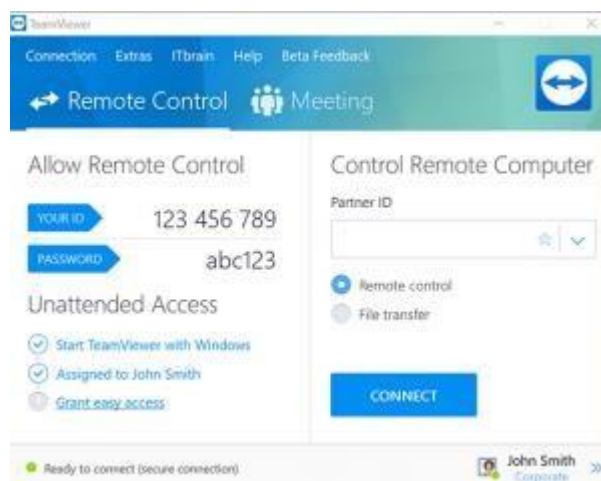 TeamViewer
Connection Extras ITbrain Help Beta Feedback
Remote Control Meeting
Allow Remote Control
YOUR ID 123 456 789
PASSWORD abc123
Unattended Access
Start TeamViewer with Windows
Assigned to John Smith
Grant easy access
Control Remote Computer
Partner ID
Remote control
File transfer
CONNECT
Ready to connect (secure connection)
John Smith
Corporate